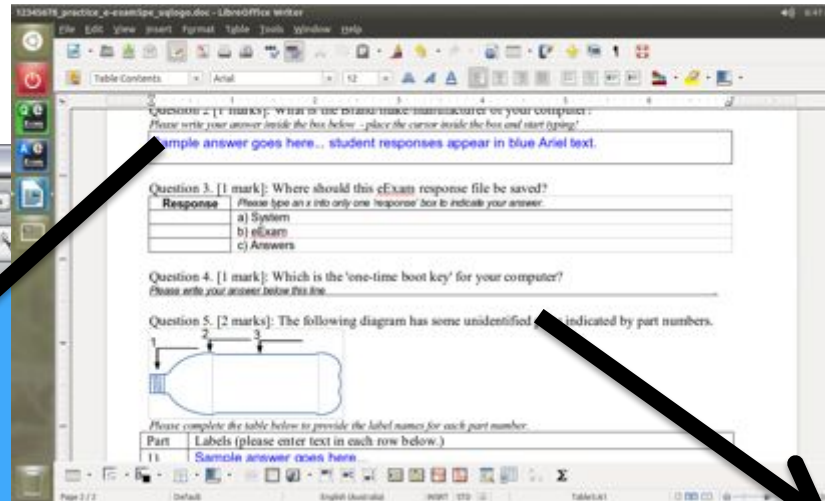 12345678_practice_e-exam1pe_uqlogo.doc - LibreOffice Writer
File Edit View Insert Format Table Tools Window Help
Table Contents Arial 12
Question 2 [1 marks]: What is the Brand/make/manufacturer of your computer?
Please write your answer inside the box below - place the cursor inside the box and start typing!
ample answer goes here... student responses appear in blue Ariel text.
Question 3. [1 mark]: Where should this eExam response file be saved?
Response Please type an x into only one 'response' box to indicate your answer.
a) System
b) eExam
c) Answers
Question 4. [1 mark]: Which is the 'one-time boot key' for your computer?
Please write your answer below this line.
Question 5. [2 marks]: The following diagram has some unidentified indicated by part numbers.
1 2 3
Please complete the table below to provide the label names for each part number.
Part Labels (please enter text in each row below.)
1) Sample answer goes here...
Page 2 / 2 Default English (Australia) INSRT STD Table1:A1